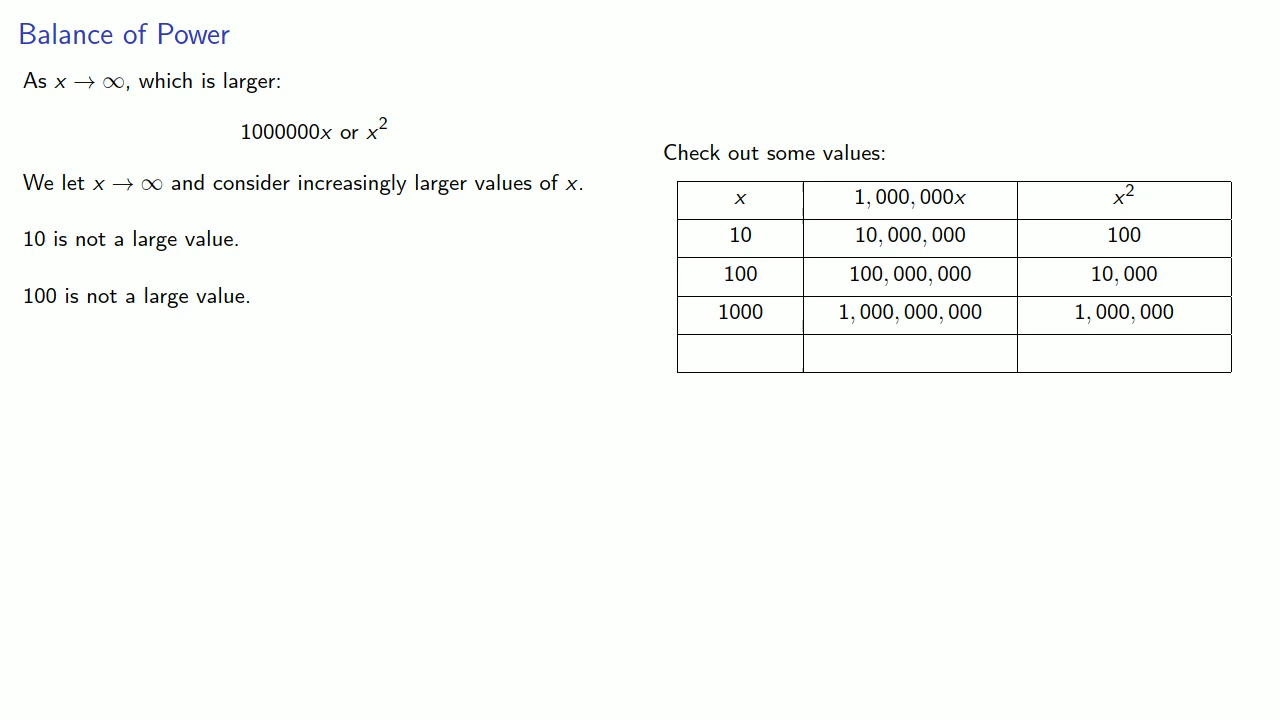 Balance of Power
As x → ∞, which is larger:
1000000x or x²
We let x → ∞ and consider increasingly larger values of x.
10 is not a large value.
100 is not a large value.
Check out some values:
x 1,000,000x x²
10 10,000,000 100
100 100,000,000 10,000
1000 1,000,000,000 1,000,000